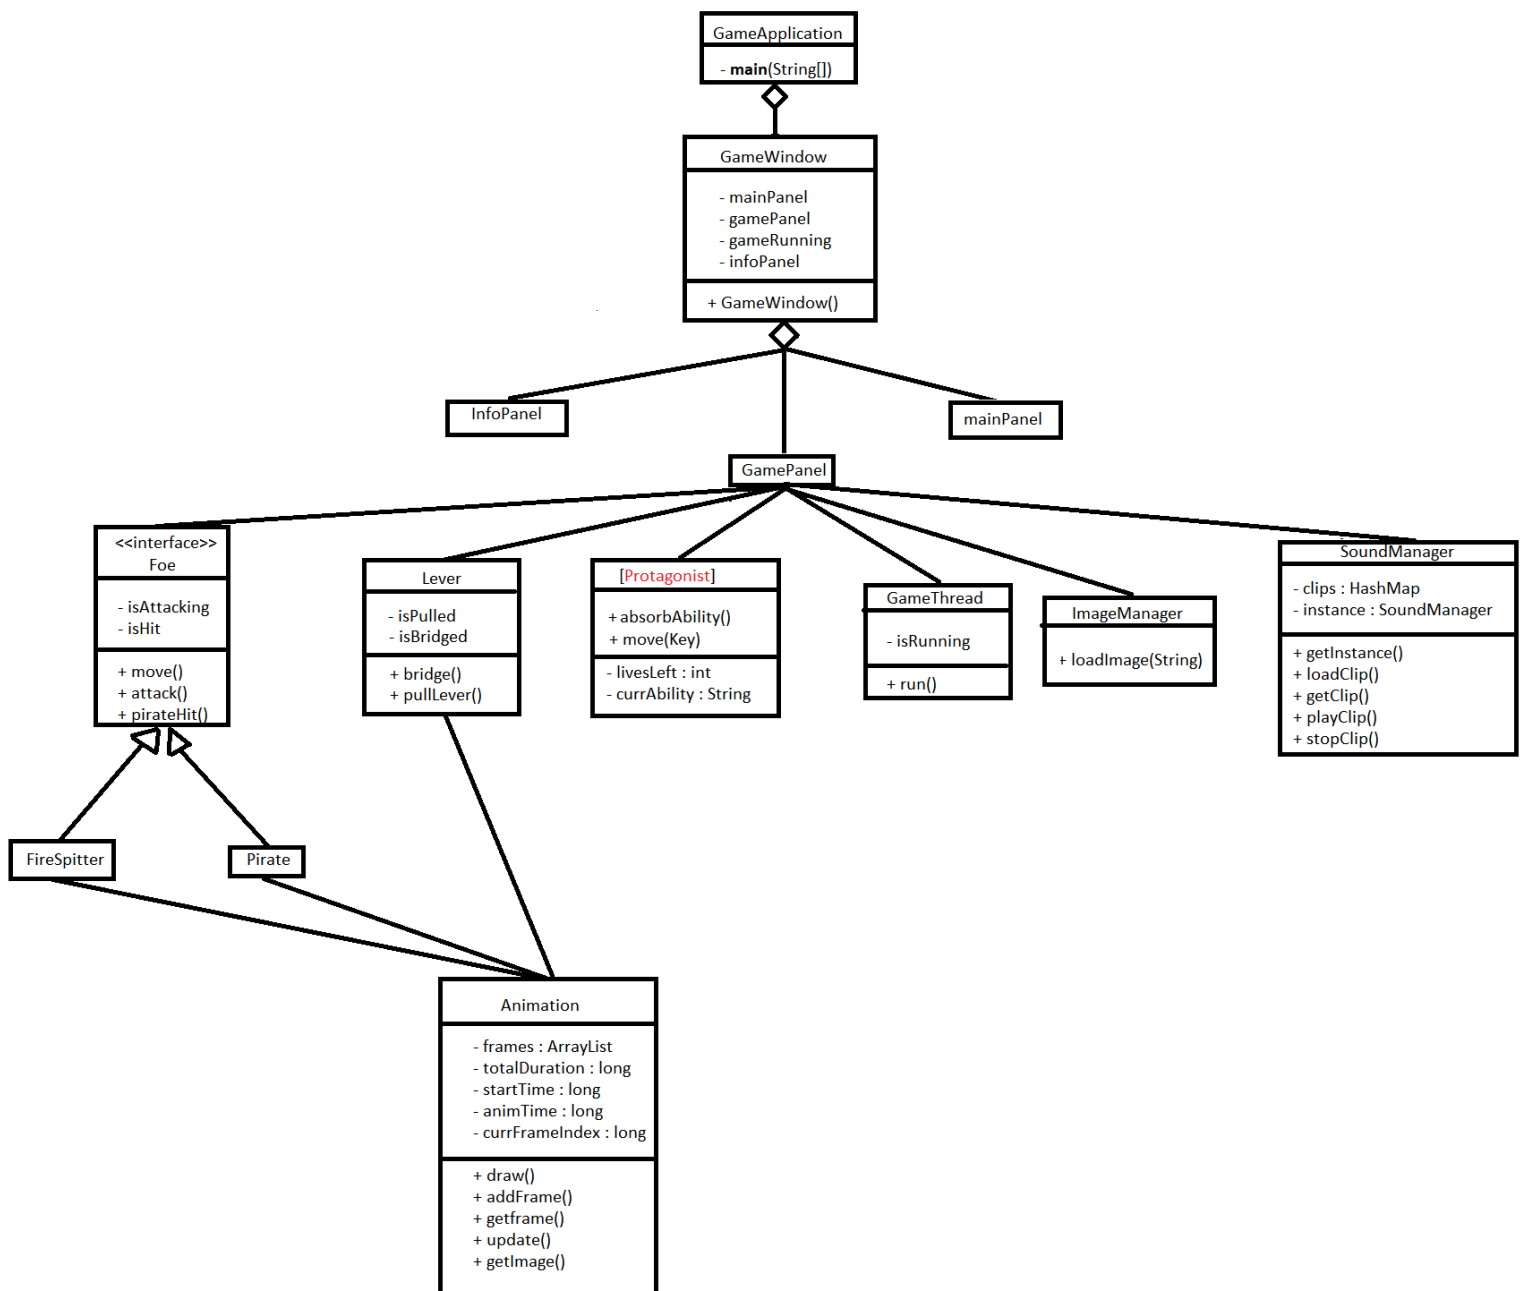 GameApplication
- main(String[])
GameWindow
- mainPanel
- gamePanel
- gameRunning
- infoPanel
+ GameWindow()
InfoPanel
mainPanel
GamePanel
<<interface>>
Foe
- isAttacking
- isHit
+ move()
+ attack()
+ pirateHit()
Lever
- isPulled
- isBridged
+ bridge()
+ pullLever()
[Protagonist]
+ absorbAbility()
+ move(Key)
- livesLeft : int
- currAbility : String
GameThread
- isRunning
+ run()
ImageManager
+ loadImage(String)
SoundManager
- clips : HashMap
- instance : SoundManager
+ getInstance()
+ loadClip()
+ getClip()
+ playClip()
+ stopClip()
FireSpitter
Pirate
Animation
- frames : ArrayList
- totalDuration : long
- startTime : long
- animTime : long
- currFrameIndex : long
+ draw()
+ addFrame()
+ getframe()
+ update()
+ getImage()